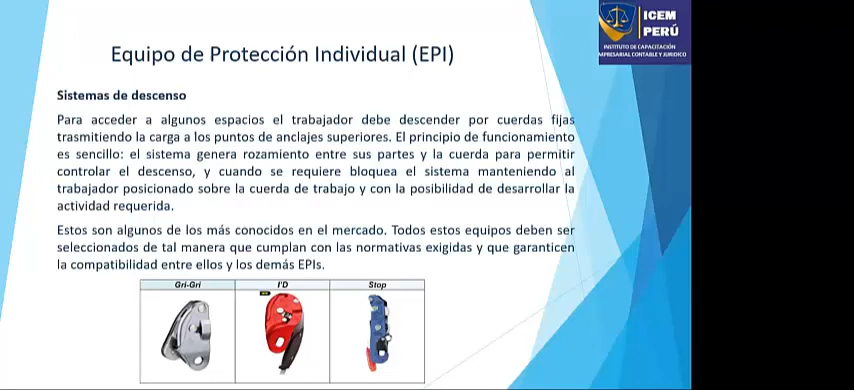 ICEM
PERÚ
INSTITUTO DE CAPACITACIÓN
EMPRESARIAL CONTABLE Y JURIDICO
Equipo de Protección Individual (EPI)
Sistemas de descenso
Para acceder a algunos espacios el trabajador debe descender por cuerdas fijas
trasmitiendo la carga a los puntos de anclajes superiores. El principio de funcionamiento
es sencillo: el sistema genera rozamiento entre sus partes y la cuerda para permitir
controlar el descenso, y cuando se requiere bloquea el sistema manteniendo al
trabajador posicionado sobre la cuerda de trabajo y con la posibilidad de desarrollar la
actividad requerida.
Estos son algunos de los más conocidos en el mercado. Todos estos equipos deben ser
seleccionados de tal manera que cumplan con las normativas exigidas y que garanticen
la compatibilidad entre ellos y los demás EPIs.
Gri-Gri I'D Stop